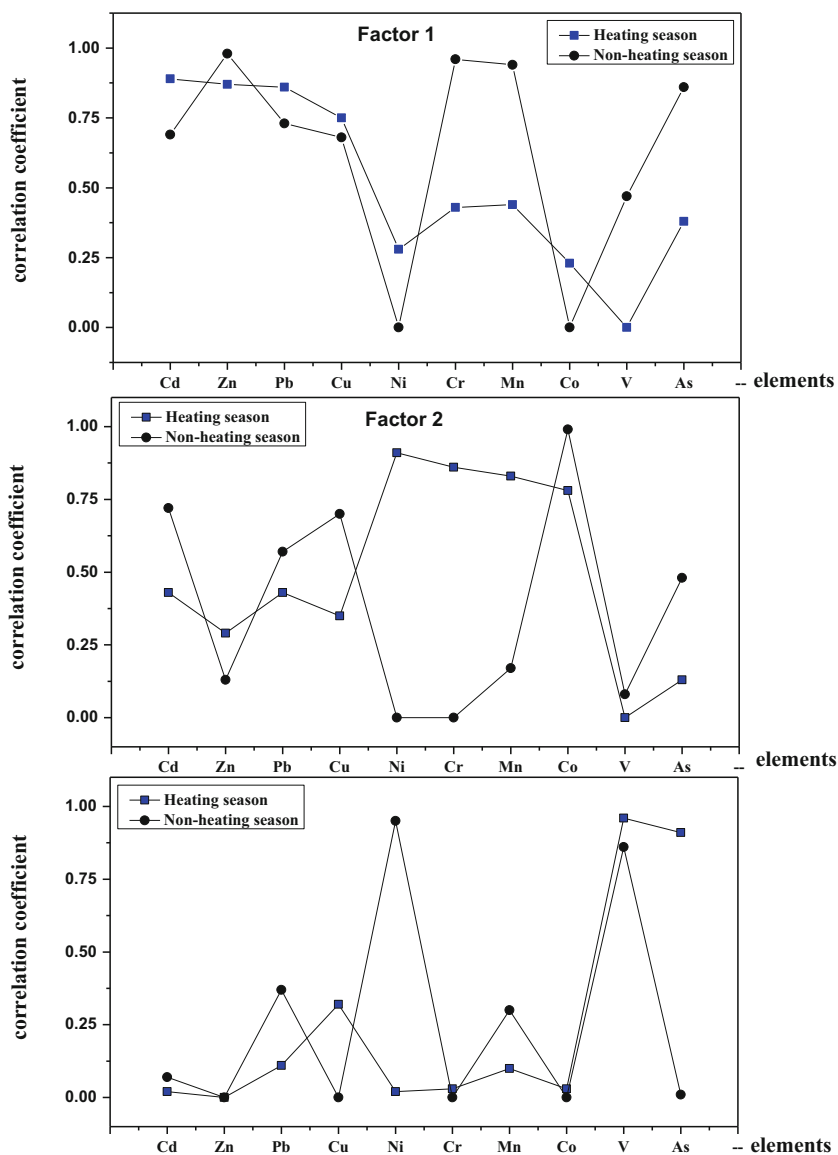 Factor 1
Heating season
Non-heating season
correlation coefficient
1.00
0.75
0.50
0.25
0.00
Cd Zn Pb Cu Ni Cr Mn Co V As -- elements
Heating season
Non-heating season
Factor 2
correlation coefficient
1.00
0.75
0.50
0.25
0.00
Cd Zn Pb Cu Ni Cr Mn Co V As -- elements
Heating season
Non-heating season
correlation coefficient
1.00
0.75
0.50
0.25
0.00
Cd Zn Pb Cu Ni Cr Mn Co V As -- elements